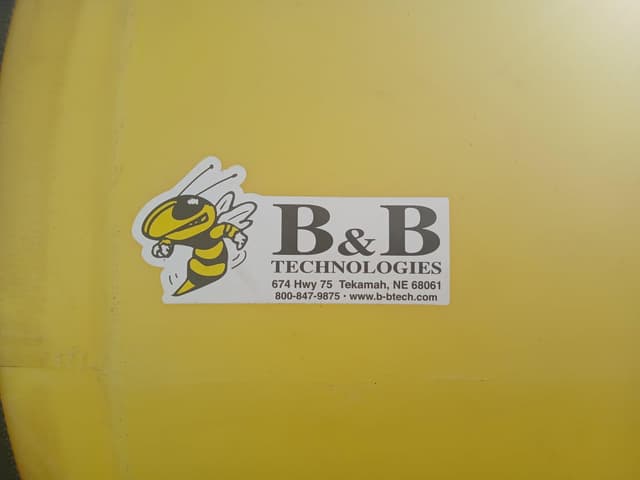 B&B
TECHNOLOGIES
674 Hwy 75 Tekamah, NE 68061
800-847-9875 · www.b-btech.com